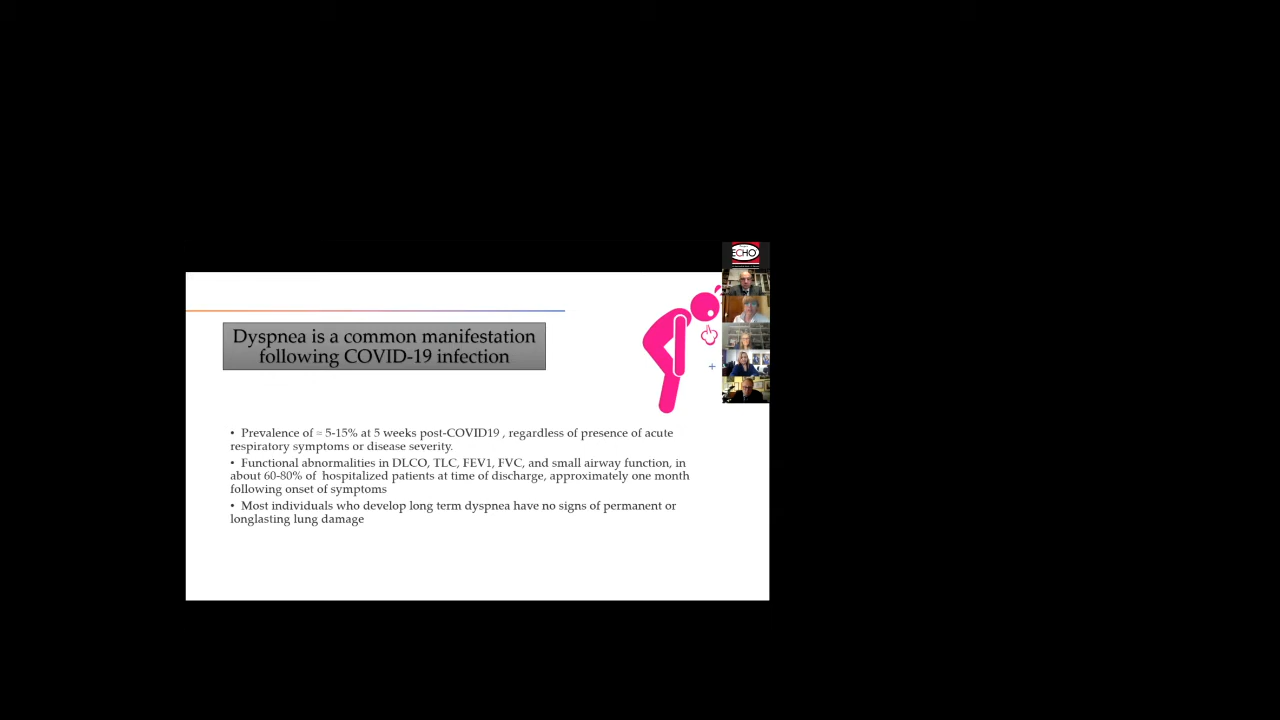 ECHO
Dyspnea is a common manifestation
following COVID-19 infection
• Prevalence of ≈ 5-15% at 5 weeks post-COVID19 , regardless of presence of acute
respiratory symptoms or disease severity.
• Functional abnormalities in DLCO, TLC, FEV1, FVC, and small airway function, in
about 60-80% of hospitalized patients at time of discharge, approximately one month
following onset of symptoms
• Most individuals who develop long term dyspnea have no signs of permanent or
longlasting lung damage